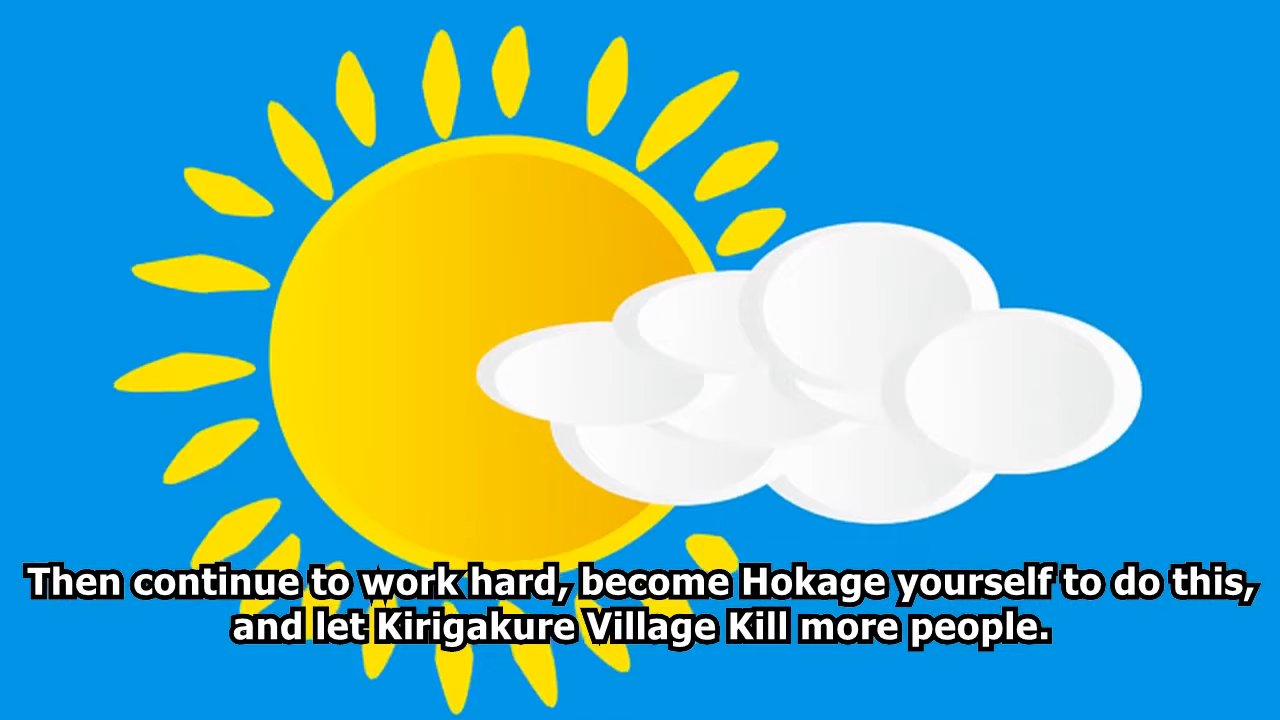 Then continue to work hard, become Hokage yourself to do this,
and let Kirigakure Village Kill more people.